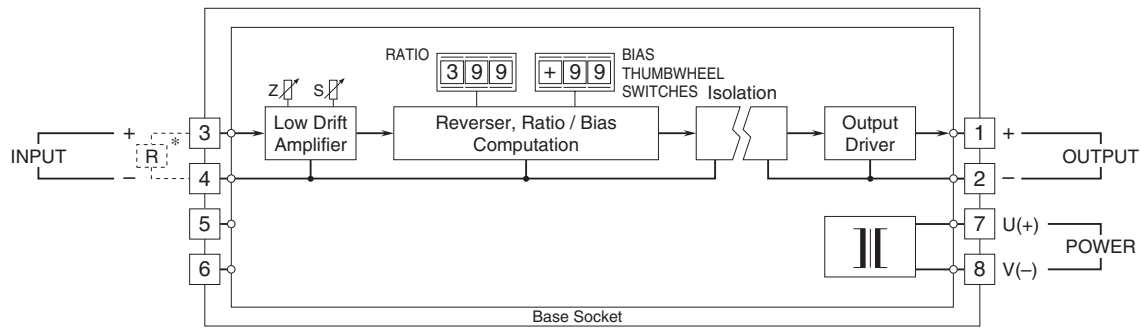 RATIO
3 9 9
+ 9 9
BIAS
THUMBWHEEL
SWITCHES
Isolation
Z
S
INPUT
+
–
R
*
3
4
5
6
Low Drift
Amplifier
Reverser, Ratio / Bias
Computation
Output
Driver
1
+
2
–
OUTPUT
7
U(+)
8
V(–)
POWER
Base Socket